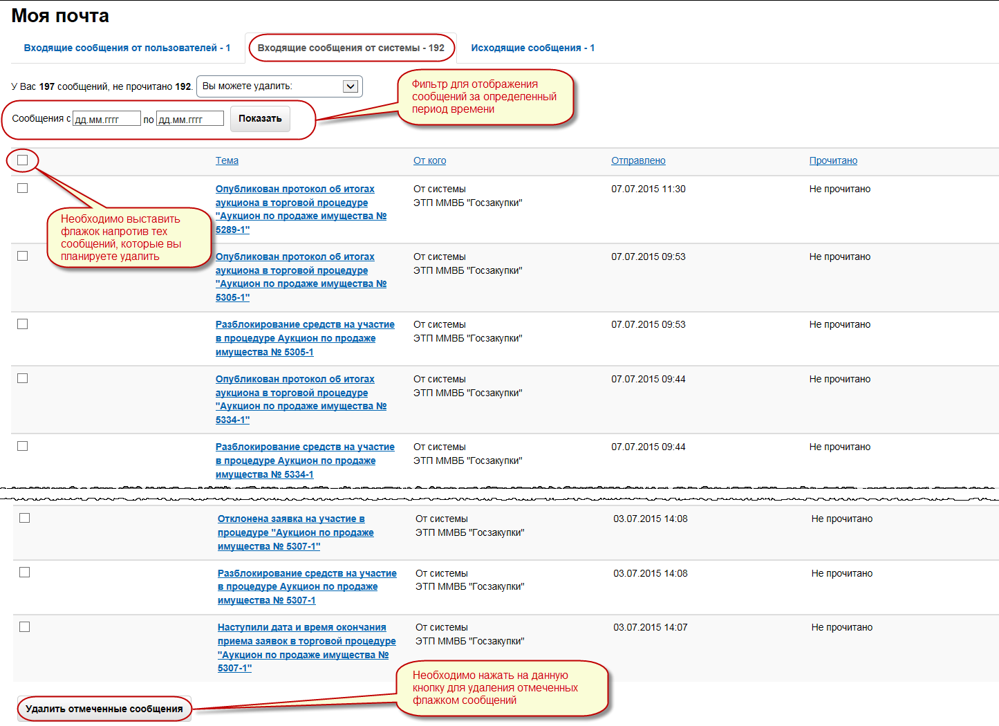 Моя почта
Входящие сообщения от пользователей - 1
Входящие сообщения от системы - 192
Исходящие сообщения - 1
У Вас 197 сообщений, не прочитано 192.
Вы можете удалить:
Фильтр для отображения
сообщений за определенный
период времени
Сообщения с дд.мм.гггг по дд.мм.гггг Показать
Тема От кого Отправлено Прочитано
Опубликован протокол об итогах От системы 07.07.2015 11:30 Не прочитано
аукциона в торговой процедуре ЭТП ММВБ "Госзакупки"
"Аукцион по продаже имущества №
5289-1"
Необходимо выставить
флажок напротив тех
сообщений, которые вы
планируете удалить
Опубликован протокол об итогах От системы 07.07.2015 09:53 Не прочитано
аукциона в торговой процедуре ЭТП ММВБ "Госзакупки"
"Аукцион по продаже имущества №
5305-1"
Разблокирование средств на участие От системы 07.07.2015 09:53 Не прочитано
в процедуре Аукцион по продаже ЭТП ММВБ "Госзакупки"
имущества № 5305-1
Опубликован протокол об итогах От системы 07.07.2015 09:44 Не прочитано
аукциона в торговой процедуре ЭТП ММВБ "Госзакупки"
"Аукцион по продаже имущества №
5334-1"
Разблокирование средств на участие От системы 07.07.2015 09:44 Не прочитано
в процедуре Аукцион по продаже ЭТП ММВБ "Госзакупки"
имущества № 5334-1
Отклонена заявка на участие в От системы 03.07.2015 14:08 Не прочитано
процедуре "Аукцион по продаже ЭТП ММВБ "Госзакупки"
имущества № 5307-1"
Разблокирование средств на участие От системы 03.07.2015 14:08 Не прочитано
в процедуре Аукцион по продаже ЭТП ММВБ "Госзакупки"
имущества № 5307-1
Наступили дата и время окончания От системы 03.07.2015 14:07 Не прочитано
приема заявок в торговой процедуре ЭТП ММВБ "Госзакупки"
"Аукцион по продаже имущества №
5307-1"
Необходимо нажать на данную
кнопку для удаления отмеченных
флажком сообщений
Удалить отмеченные сообщения